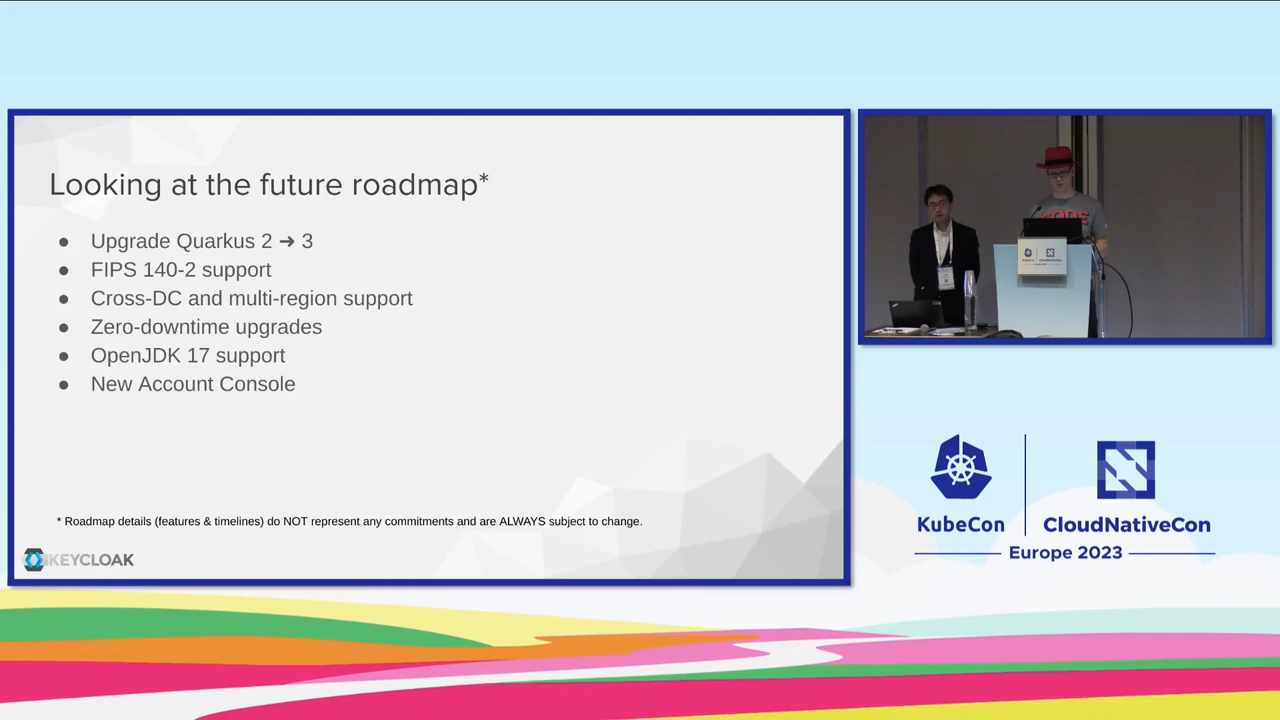 Looking at the future roadmap*
● Upgrade Quarkus 2 ➔ 3
● FIPS 140-2 support
● Cross-DC and multi-region support
● Zero-downtime upgrades
● OpenJDK 17 support
● New Account Console
* Roadmap details (features & timelines) do NOT represent any commitments and are ALWAYS subject to change.
KEYCLOAK
CODE
KubeCon
CloudNativeCon
Europe 2023